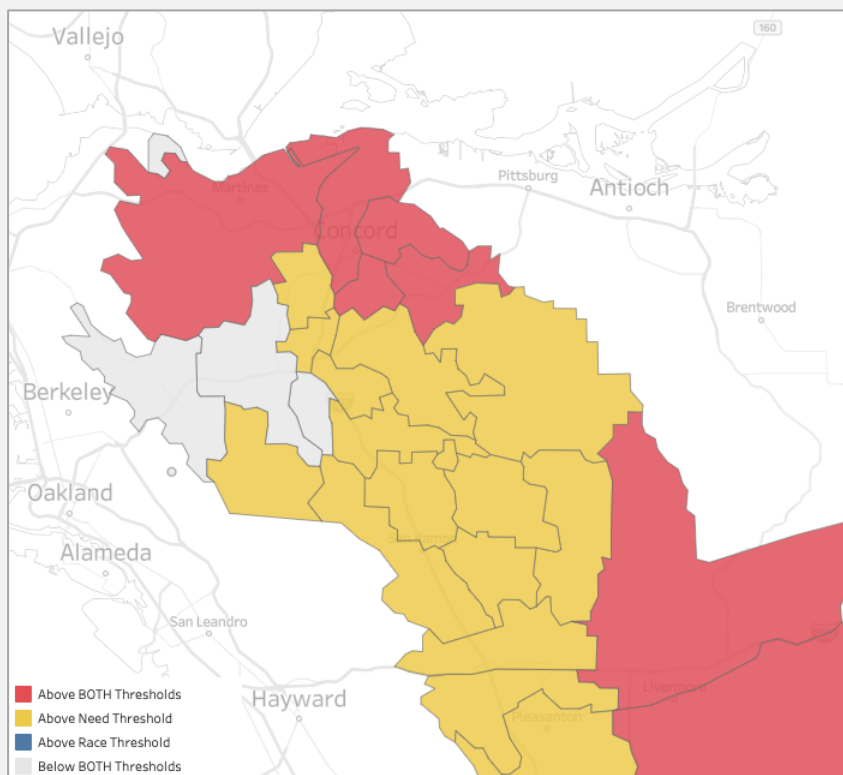 Vallejo
160
Martinez
Pittsburg
Antioch
Concord
Brentwood
Berkeley
Oakland
San Ramon
Alameda
San Leandro
Livermore
Hayward
Pleasanton
Above BOTH Thresholds
Above Need Threshold
Above Race Threshold
Below BOTH Thresholds